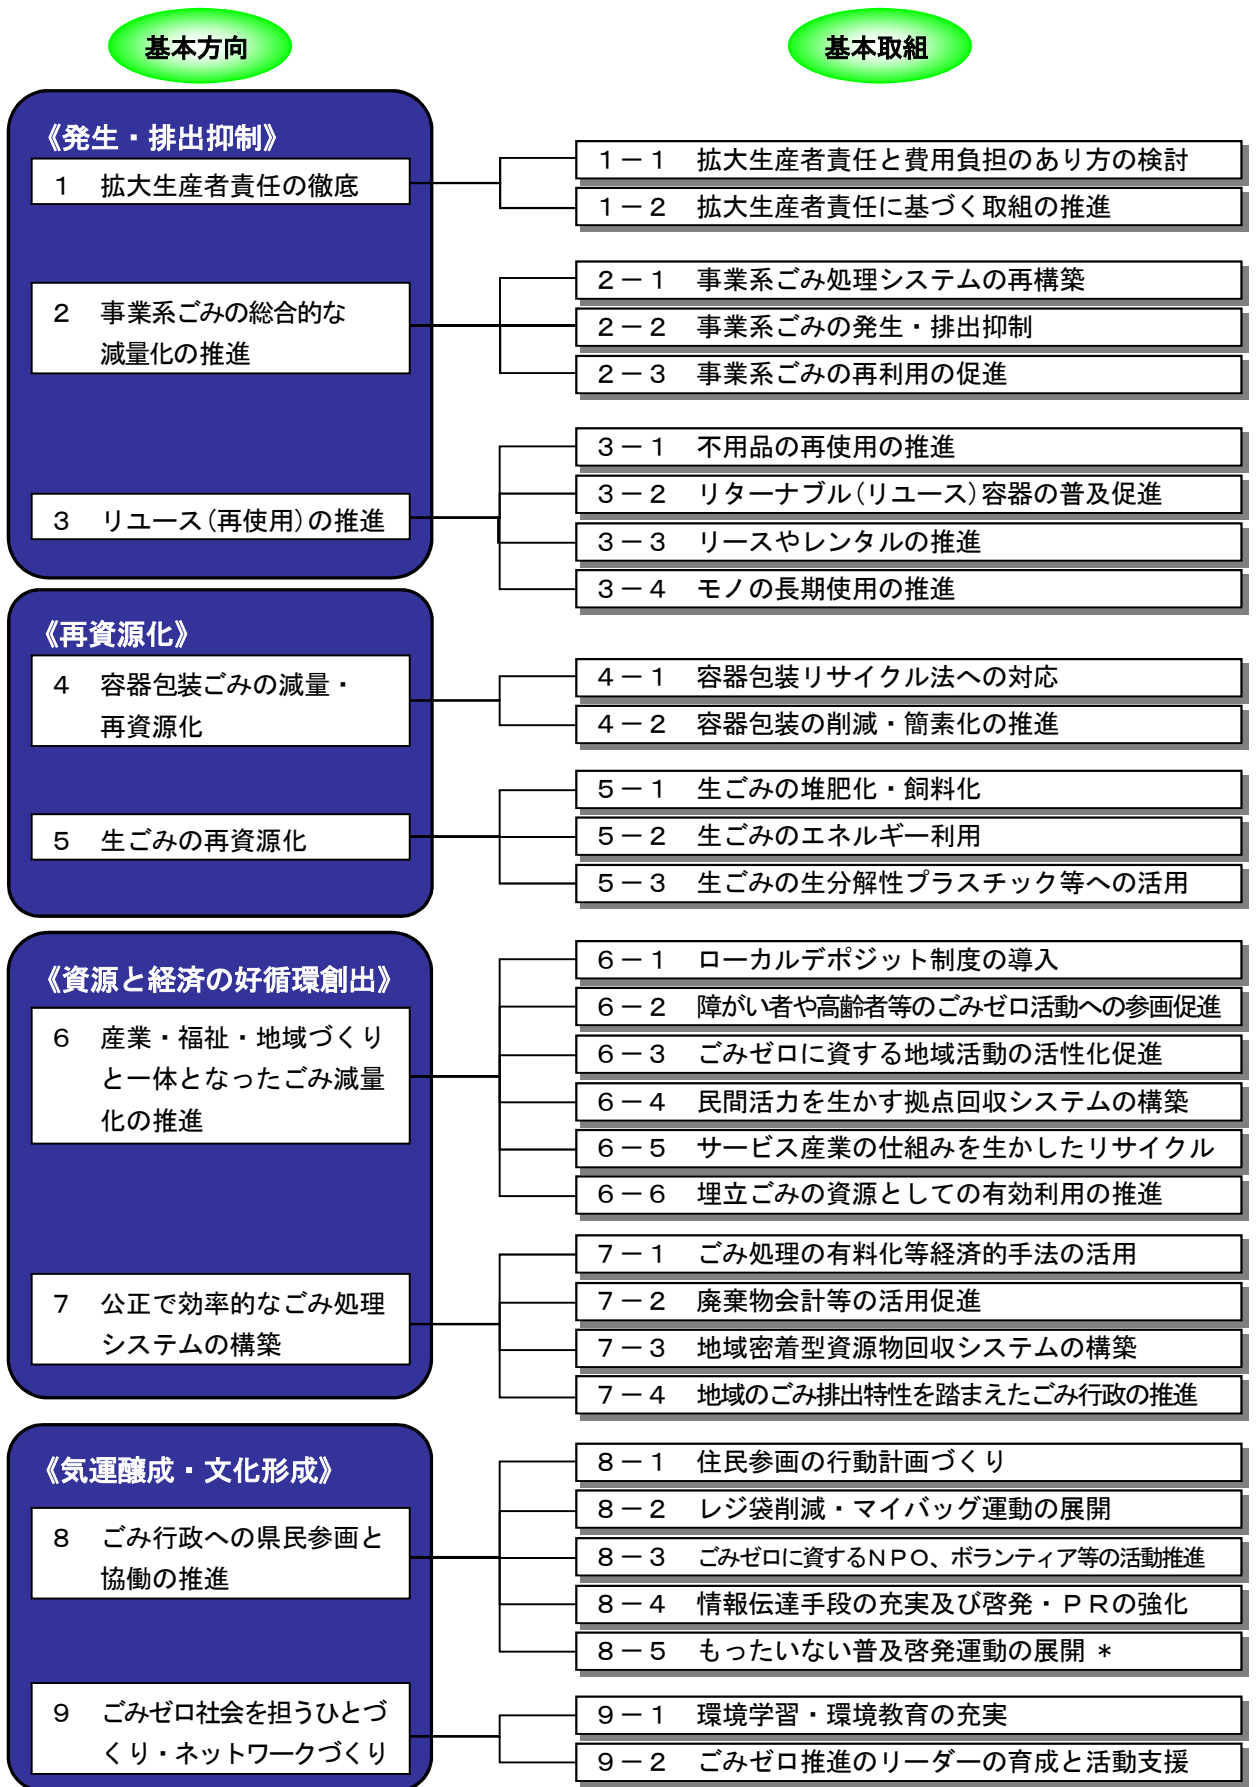 基本方向
基本取組
《発生・排出抑制》
1 拡大生産者責任の徹底
1－1 拡大生産者責任と費用負担のあり方の検討
1－2 拡大生産者責任に基づく取組の推進
2 事業系ごみの総合的な
減量化の推進
2－1 事業系ごみ処理システムの再構築
2－2 事業系ごみの発生・排出抑制
2－3 事業系ごみの再利用の促進
3 リユース(再使用)の推進
3－1 不用品の再使用の推進
3－2 リターナブル(リユース)容器の普及促進
3－3 リースやレンタルの推進
3－4 モノの長期使用の推進
《再資源化》
4 容器包装ごみの減量・
再資源化
4－1 容器包装リサイクル法への対応
4－2 容器包装の削減・簡素化の推進
5 生ごみの再資源化
5－1 生ごみの堆肥化・飼料化
5－2 生ごみのエネルギー利用
5－3 生ごみの生分解性プラスチック等への活用
《資源と経済の好循環創出》
6 産業・福祉・地域づくり
と一体となったごみ減量
化の推進
6－1 ローカルデポジット制度の導入
6－2 障がい者や高齢者等のごみゼロ活動への参画促進
6－3 ごみゼロに資する地域活動の活性化促進
6－4 民間活力を生かす拠点回収システムの構築
6－5 サービス産業の仕組みを生かしたリサイクル
6－6 埋立ごみの資源としての有効利用の推進
7 公正で効率的なごみ処理
システムの構築
7－1 ごみ処理の有料化等経済的手法の活用
7－2 廃棄物会計等の活用促進
7－3 地域密着型資源物回収システムの構築
7－4 地域のごみ排出特性を踏まえたごみ行政の推進
《気運醸成・文化形成》
8 ごみ行政への県民参画と
協働の推進
8－1 住民参画の行動計画づくり
8－2 レジ袋削減・マイバッグ運動の展開
8－3 ごみゼロに資するＮＰＯ、ボランティア等の活動推進
8－4 情報伝達手段の充実及び啓発・ＰＲの強化
8－5 もったいない普及啓発運動の展開 *
9 ごみゼロ社会を担うひとづ
くり・ネットワークづくり
9－1 環境学習・環境教育の充実
9－2 ごみゼロ推進のリーダーの育成と活動支援